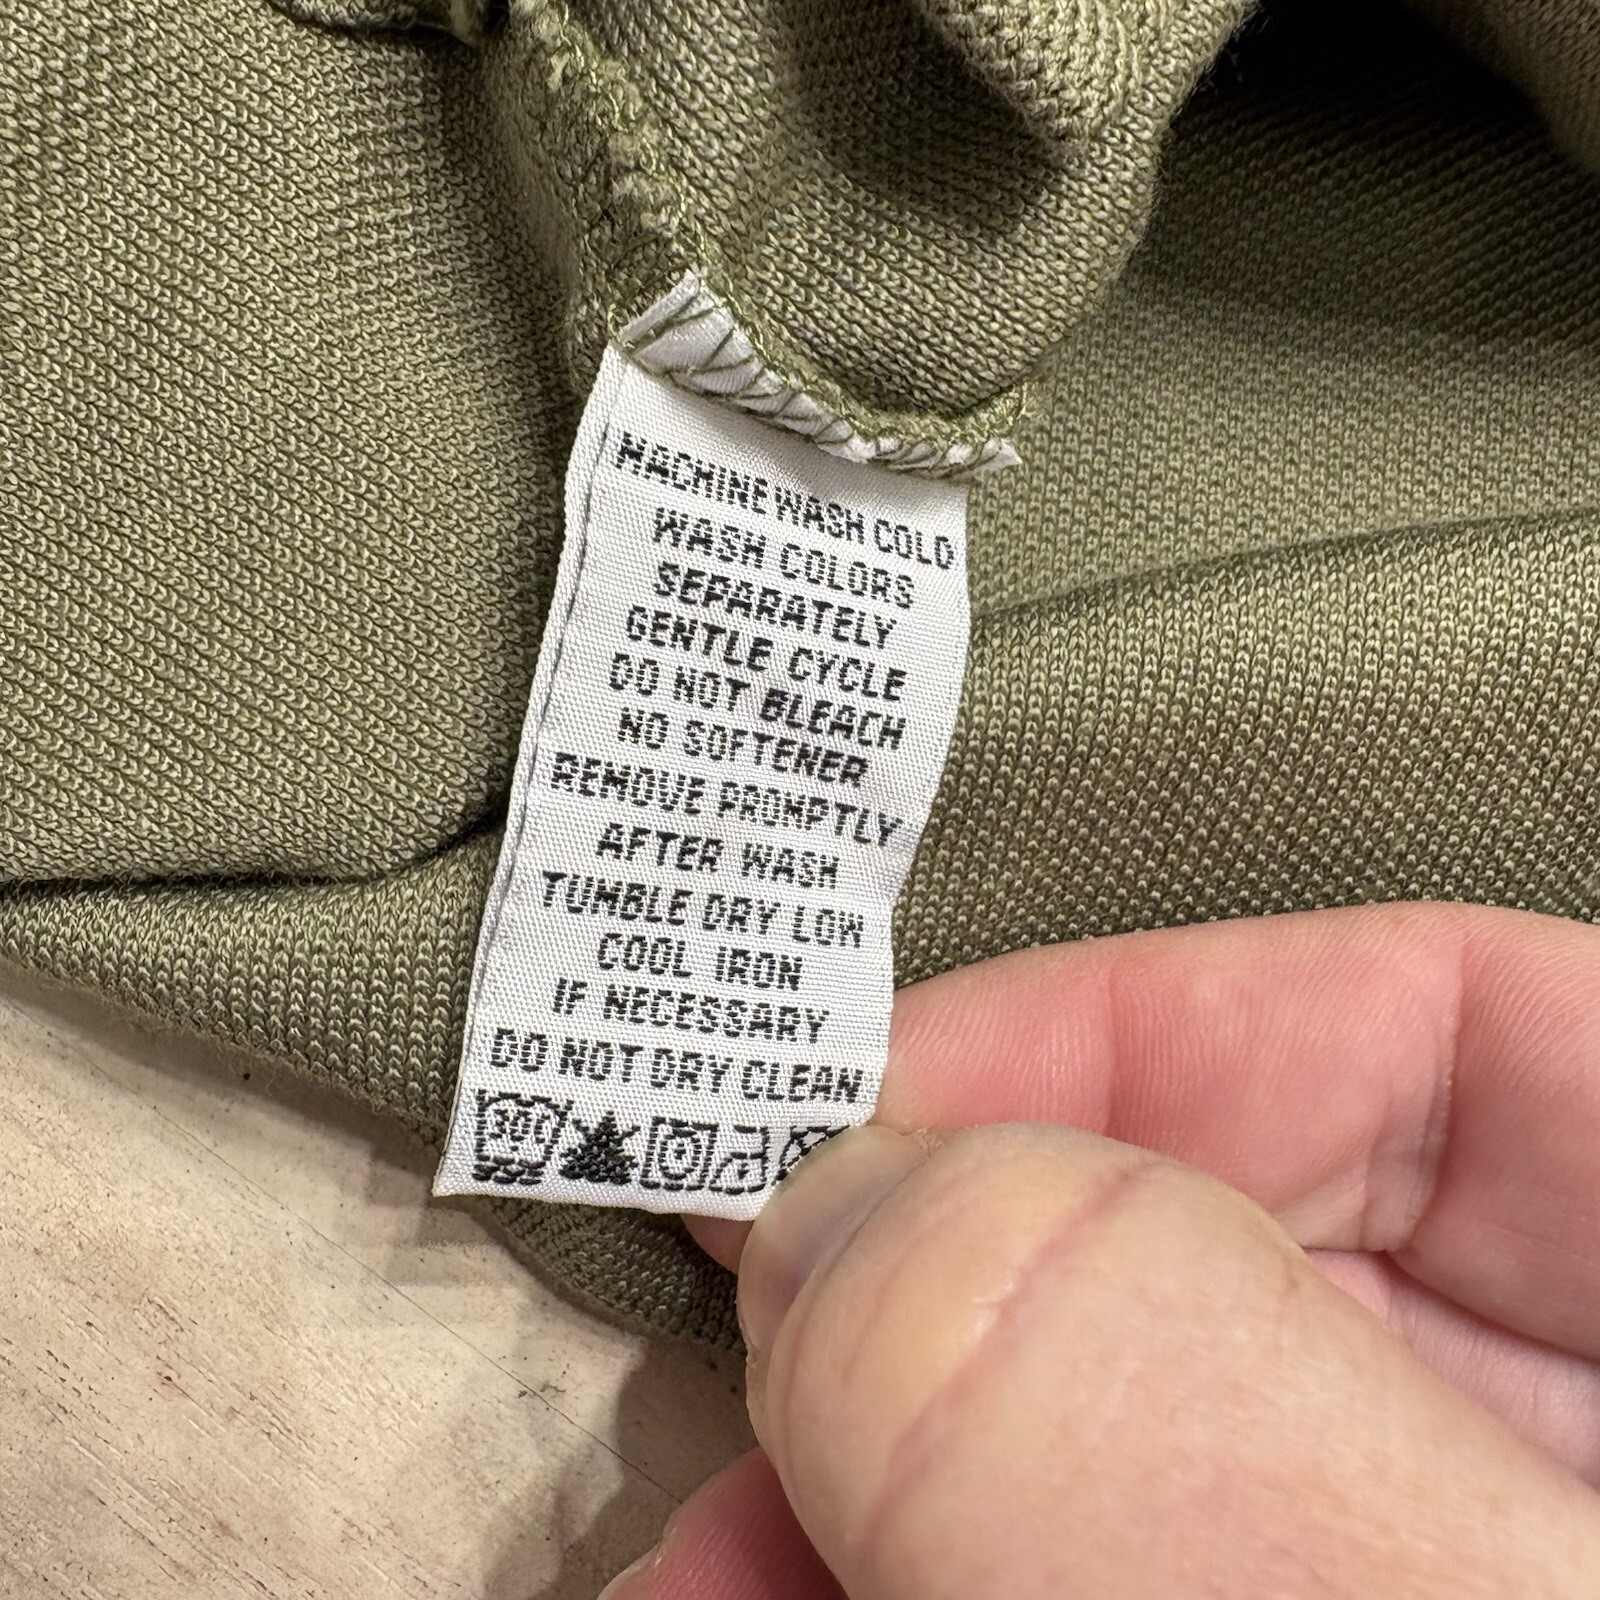 MACHINE WASH COLD
WASH COLORS
SEPARATELY
GENTLE CYCLE
DO NOT BLEACH
NO SOFTENER
REMOVE PROMPTLY
AFTER WASH
TUMBLE DRY LOW
COOL IRON
IF NECESSARY
DO NOT DRY CLEAN